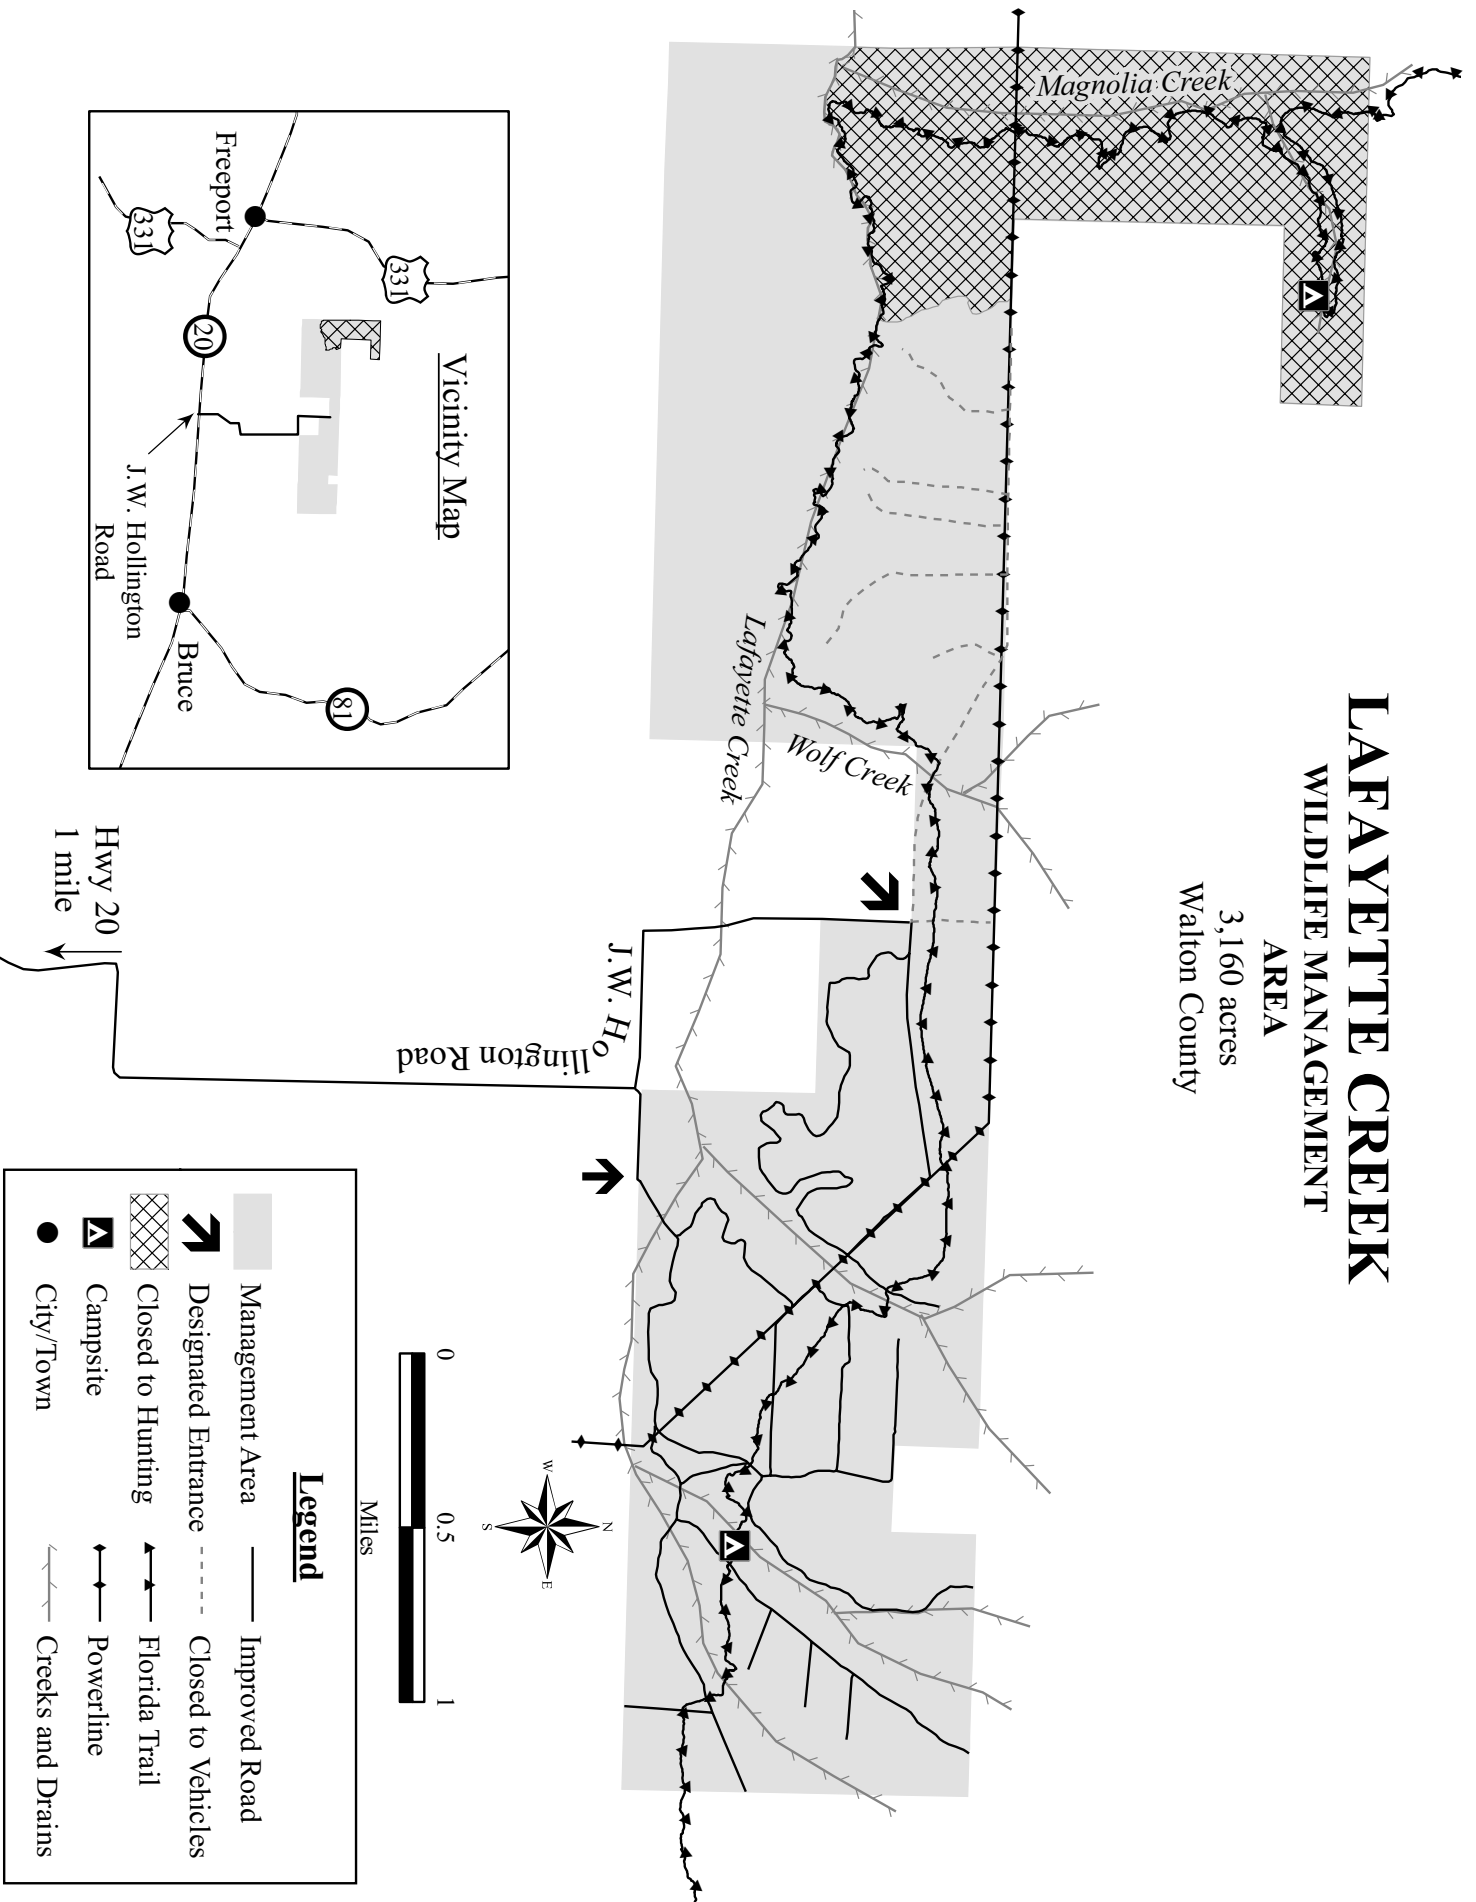 LAFAYETTE CREEK
WILDLIFE MANAGEMENT
AREA
3,160 acres
Walton County
Magnolia Creek
Wolf Creek
Lafayette Creek
J.W. Hollington Road
Hwy 20
1 mile
Vicinity Map
331
331
Freeport
20
81
Bruce
J.W. Hollington
Road
N
W
E
S
0
0.5
1
Miles
Legend
Management Area
Designated Entrance
Closed to Hunting
Campsite
City/Town
Improved Road
Closed to Vehicles
Florida Trail
Powerline
Creeks and Drains